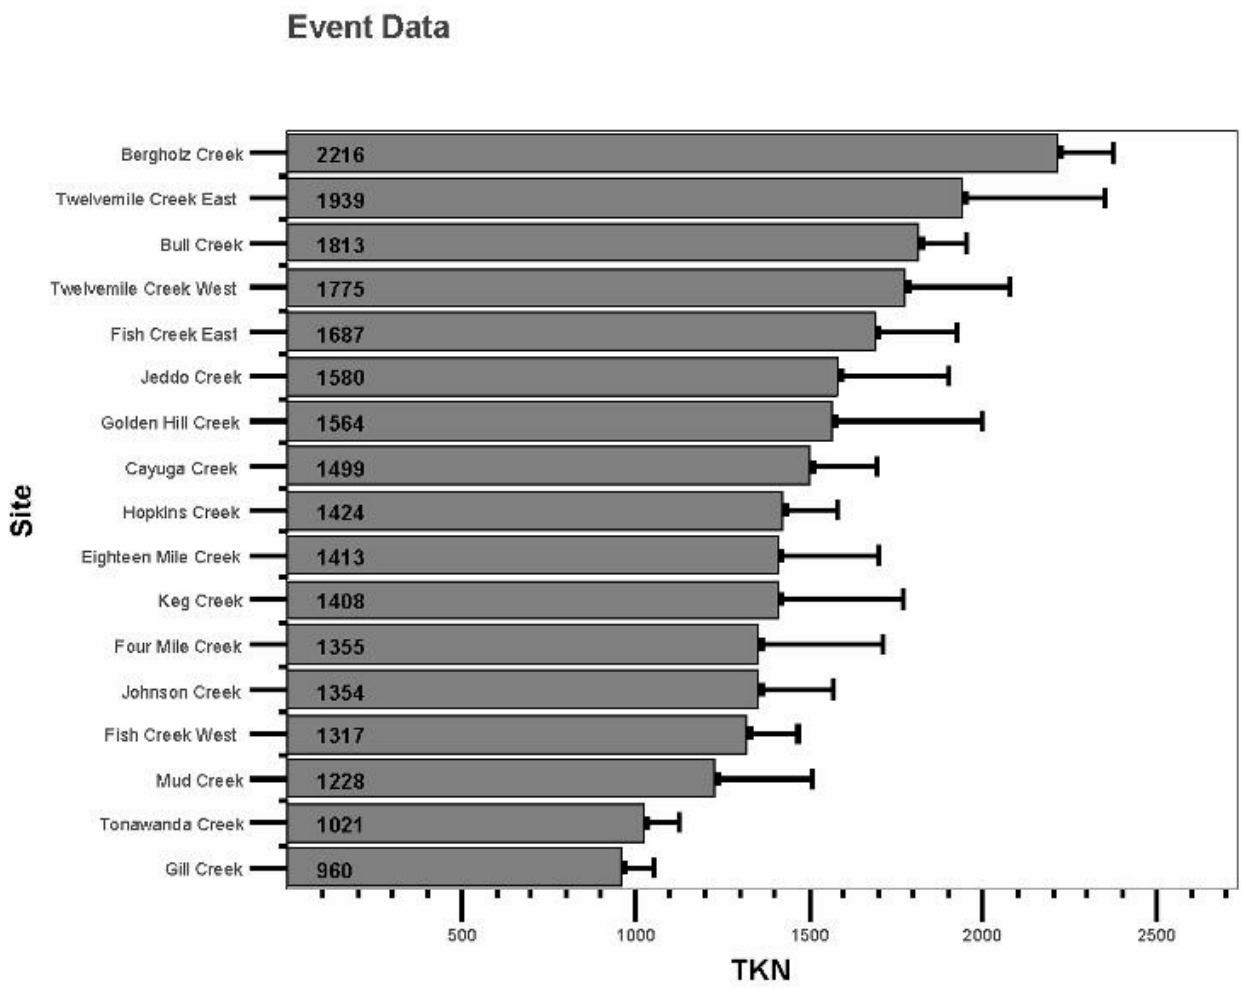 Event Data
Bergholz Creek 2216
Twelvemile Creek East 1939
Bull Creek 1813
Twelvemile Creek West 1775
Fish Creek East 1687
Jeddo Creek 1580
Golden Hill Creek 1564
Cayuga Creek 1499
Hopkins Creek 1424
Eighteen Mile Creek 1413
Keg Creek 1408
Four Mile Creek 1355
Johnson Creek 1354
Fish Creek West 1317
Mud Creek 1228
Tonawanda Creek 1021
Gill Creek 960
Site
500 1000 1500 2000 2500
TKN